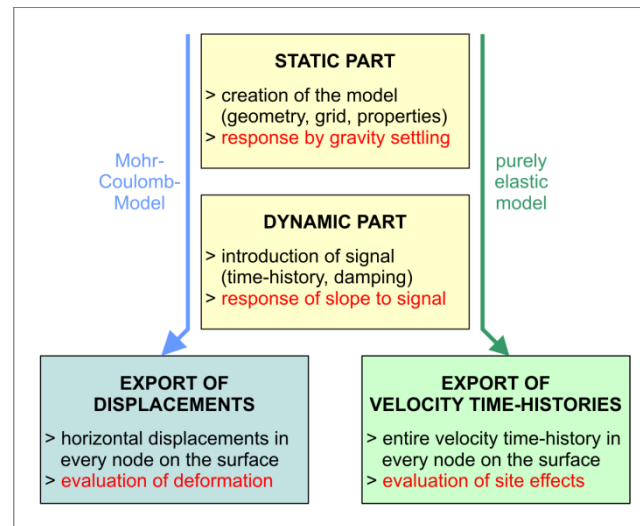 STATIC PART
> creation of the model
(geometry, grid, properties)
> response by gravity settling
Mohr-
Coulomb-
Model
purely
elastic
model
DYNAMIC PART
> introduction of signal
(time-history, damping)
> response of slope to signal
EXPORT OF
DISPLACEMENTS
> horizontal displacements in
every node on the surface
> evaluation of deformation
EXPORT OF
VELOCITY TIME-HISTORIES
> entire velocity time-history in
every node on the surface
> evaluation of site effects